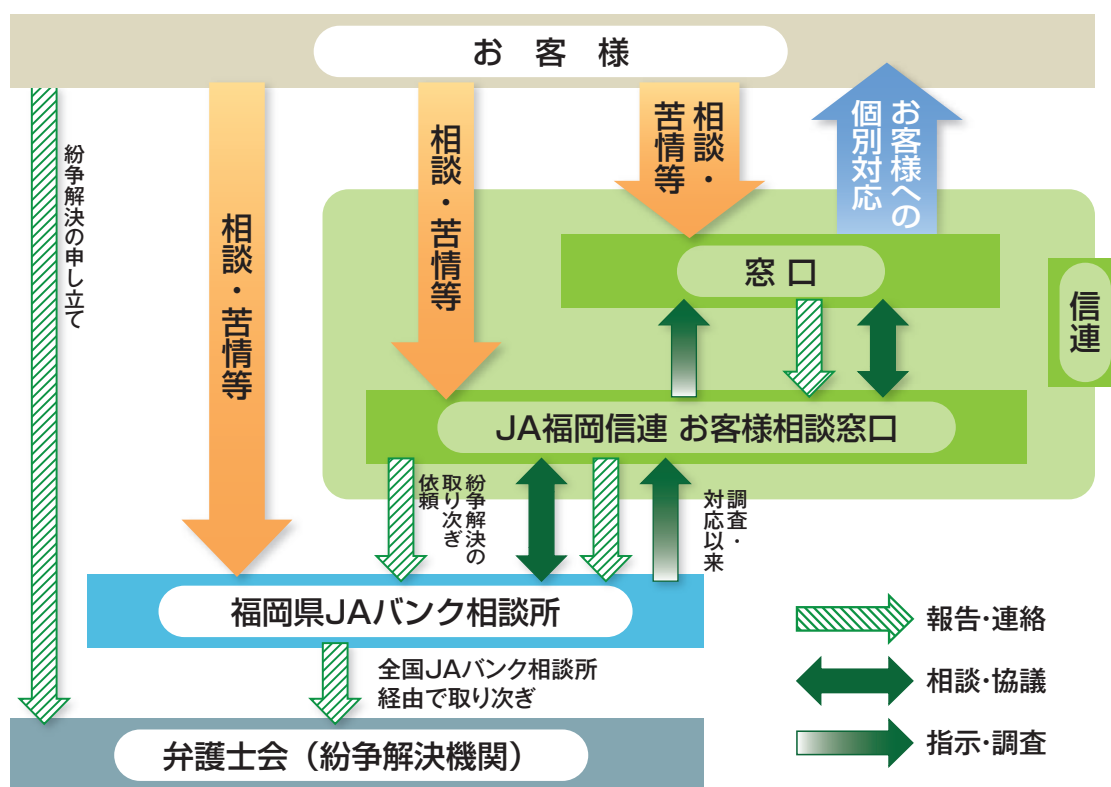 お客様
紛争解決の申し立て
相談・苦情等
相談・苦情等
相談・
苦情等
お客様への
個別対応
窓口
信連
JA福岡信連 お客様相談窓口
紛争解決の
取り次ぎ
依頼
調査・
対応以来
福岡県JAバンク相談所
全国JAバンク相談所
経由で取り次ぎ
弁護士会（紛争解決機関）
報告・連絡
相談・協議
指示・調査